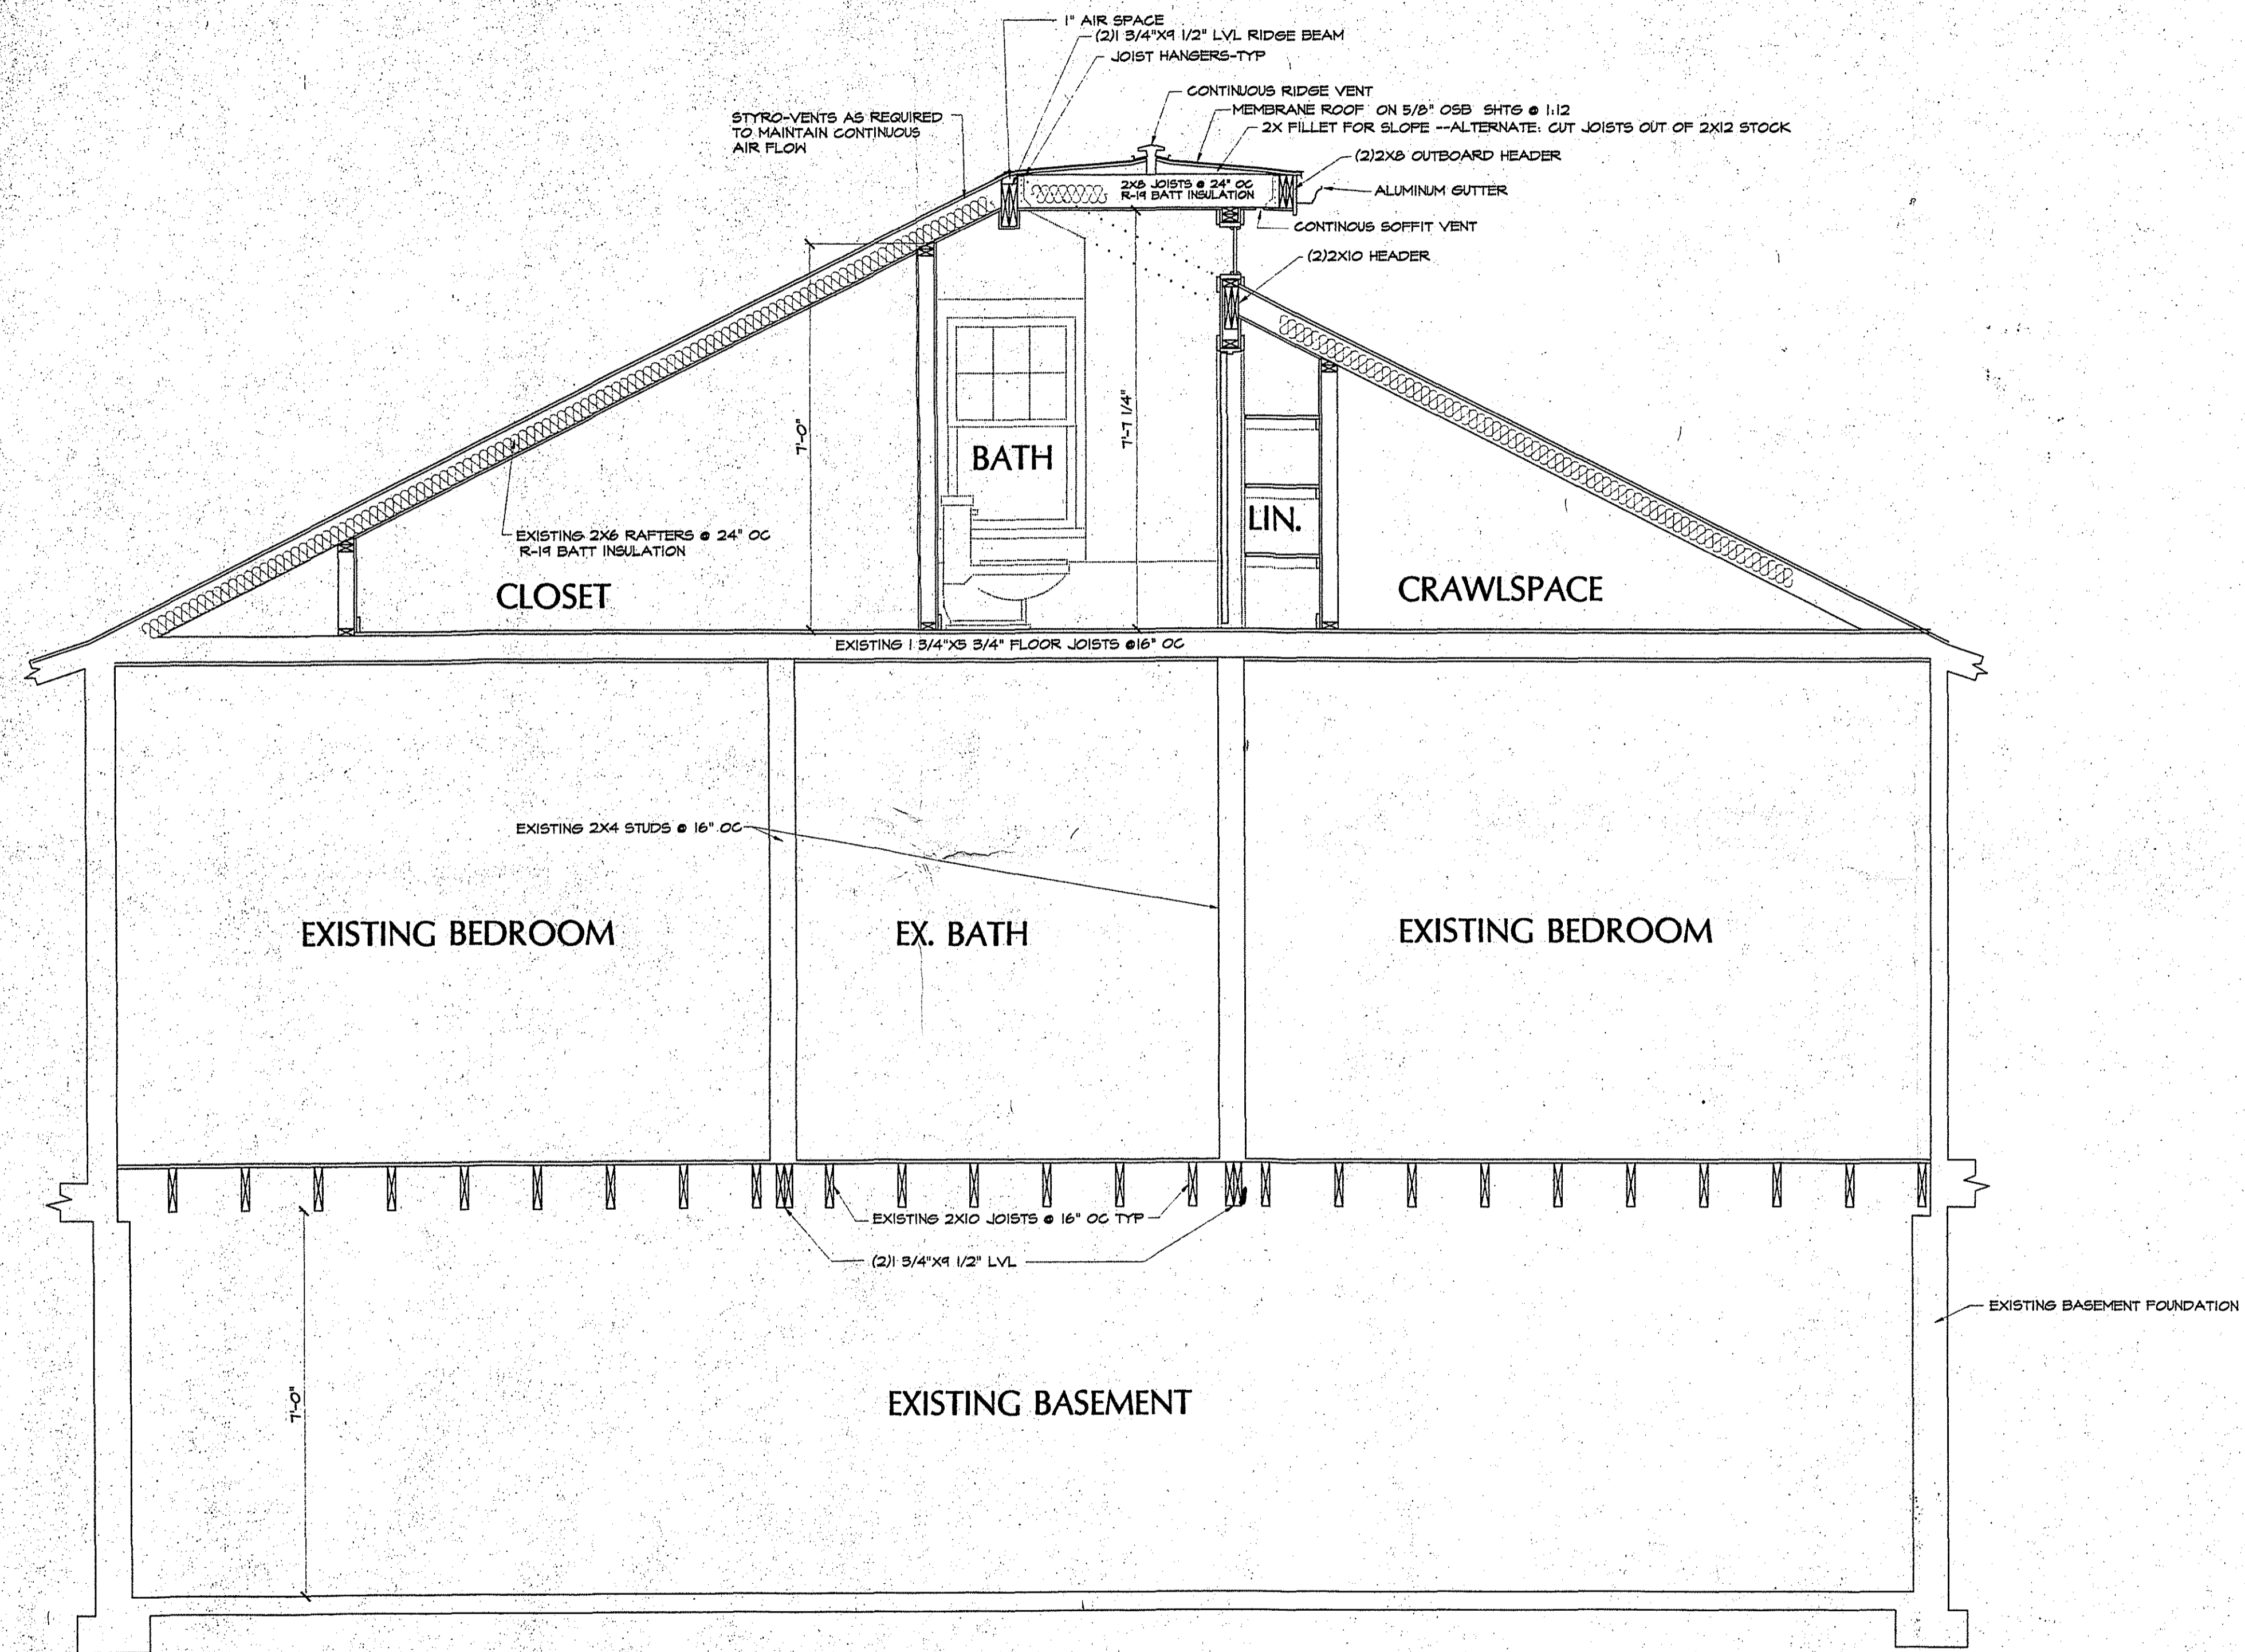 1" AIR SPACE
(2)1 3/4"X9 1/2" LVL RIDGE BEAM
JOIST HANGERS-TYP
CONTINUOUS RIDGE VENT
MEMBRANE ROOF ON 5/8" OSB SHTG @ 1:12
2X FILLET FOR SLOPE --ALTERNATE: CUT JOISTS OUT OF 2X12 STOCK
STYRO-VENTS AS REQUIRED
TO MAINTAIN CONTINUOUS
AIR FLOW
(2)2X8 OUTBOARD HEADER
2X8 JOISTS @ 24" OC
R-19 BATT INSULATION
ALUMINUM GUTTER
CONTINOUS SOFFIT VENT
(2)2X10 HEADER
7'-0"
7'-7 1/4"
BATH
LIN.
EXISTING 2X6 RAFTERS @ 24" OC
R-19 BATT INSULATION
CLOSET
CRAWLSPACE
EXISTING 1 3/4"X5 3/4" FLOOR JOISTS @16" OC
EXISTING 2X4 STUDS @ 16" OC
EXISTING BEDROOM
EX. BATH
EXISTING BEDROOM
EXISTING 2X10 JOISTS @ 16" OC TYP
(2)1 3/4"X9 1/2" LVL
EXISTING BASEMENT FOUNDATION
7'-0"
EXISTING BASEMENT